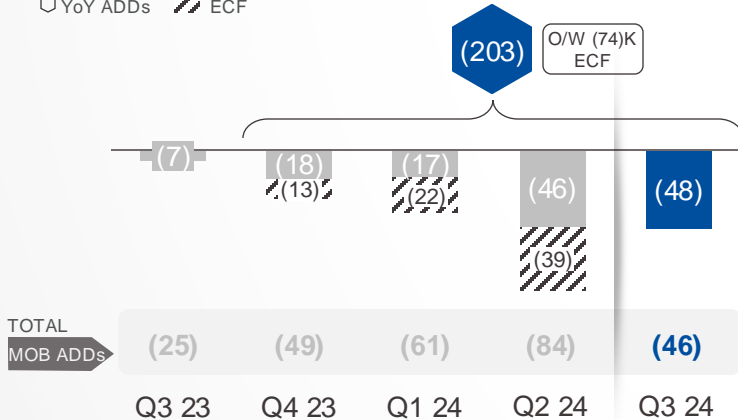 YoY ADDs ECF
(203)
O/W (74)K
ECF
(7) (18) (17) (46) (48)
(13) (22) (39)
TOTAL
MOB ADDs (25) (49) (61) (84) (46)
Q3 23 Q4 23 Q1 24 Q2 24 Q3 24